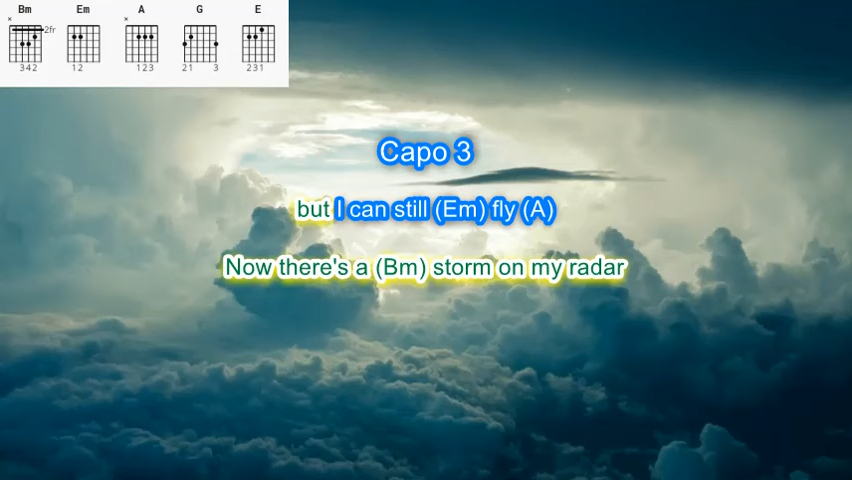 Bm Em A G E
× ×
2fr
342 12 123 21 3 231
Capo 3
but I can still (Em) fly (A)
Now there's a (Bm) storm on my radar